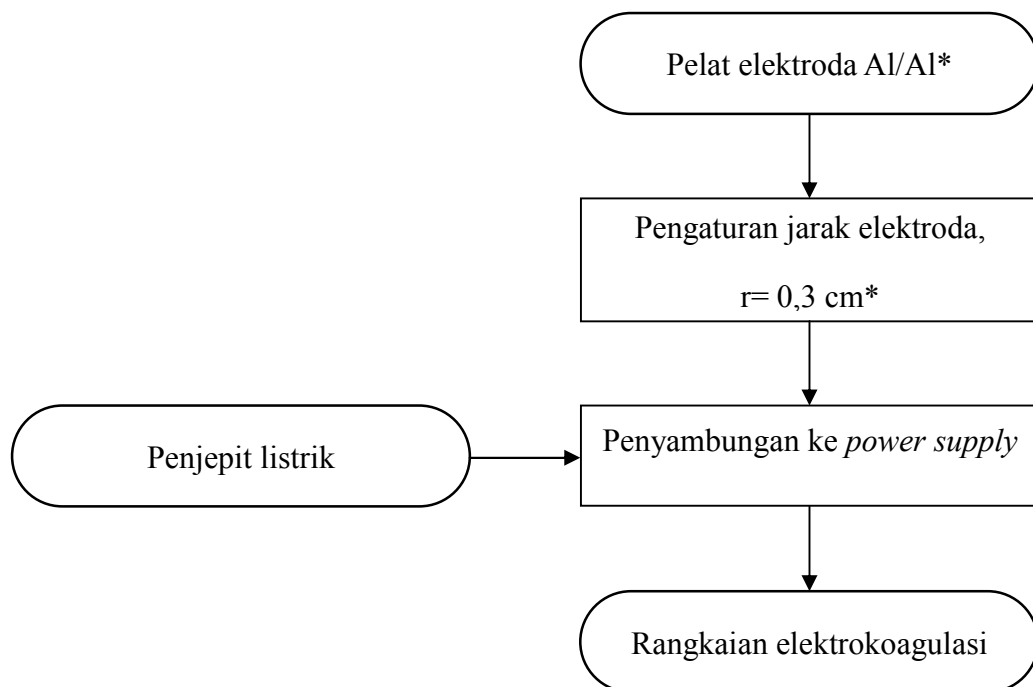 Pelat elektroda Al/Al*
Pengaturan jarak elektroda,
r= 0,3 cm*
Penjepit listrik
Penyambungan ke power supply
Rangkaian elektrokoagulasi